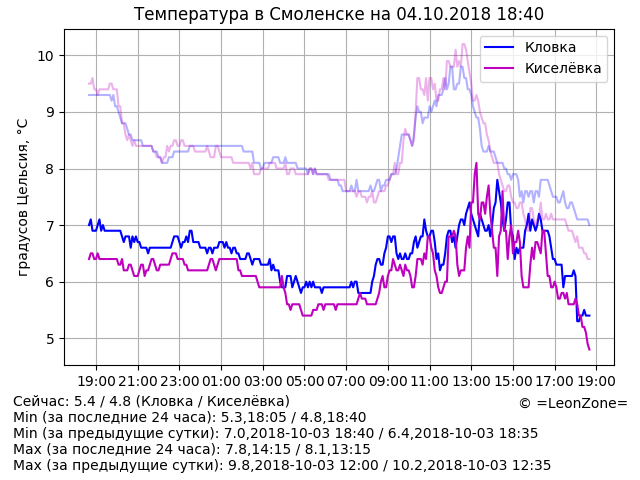 Температура в Смоленске на 04.10.2018 18:40
Кловка
Киселёвка
градусов Цельсия, °C
10
9
8
7
6
5
19:00 21:00 23:00 01:00 03:00 05:00 07:00 09:00 11:00 13:00 15:00 17:00 19:00
Сейчас: 5.4 / 4.8 (Кловка / Киселёвка)
© =LeonZone=
Min (за последние 24 часа): 5.3,18:05 / 4.8,18:40
Min (за предыдущие сутки): 7.0,2018-10-03 18:40 / 6.4,2018-10-03 18:35
Max (за последние 24 часа): 7.8,14:15 / 8.1,13:15
Max (за предыдущие сутки): 9.8,2018-10-03 12:00 / 10.2,2018-10-03 12:35